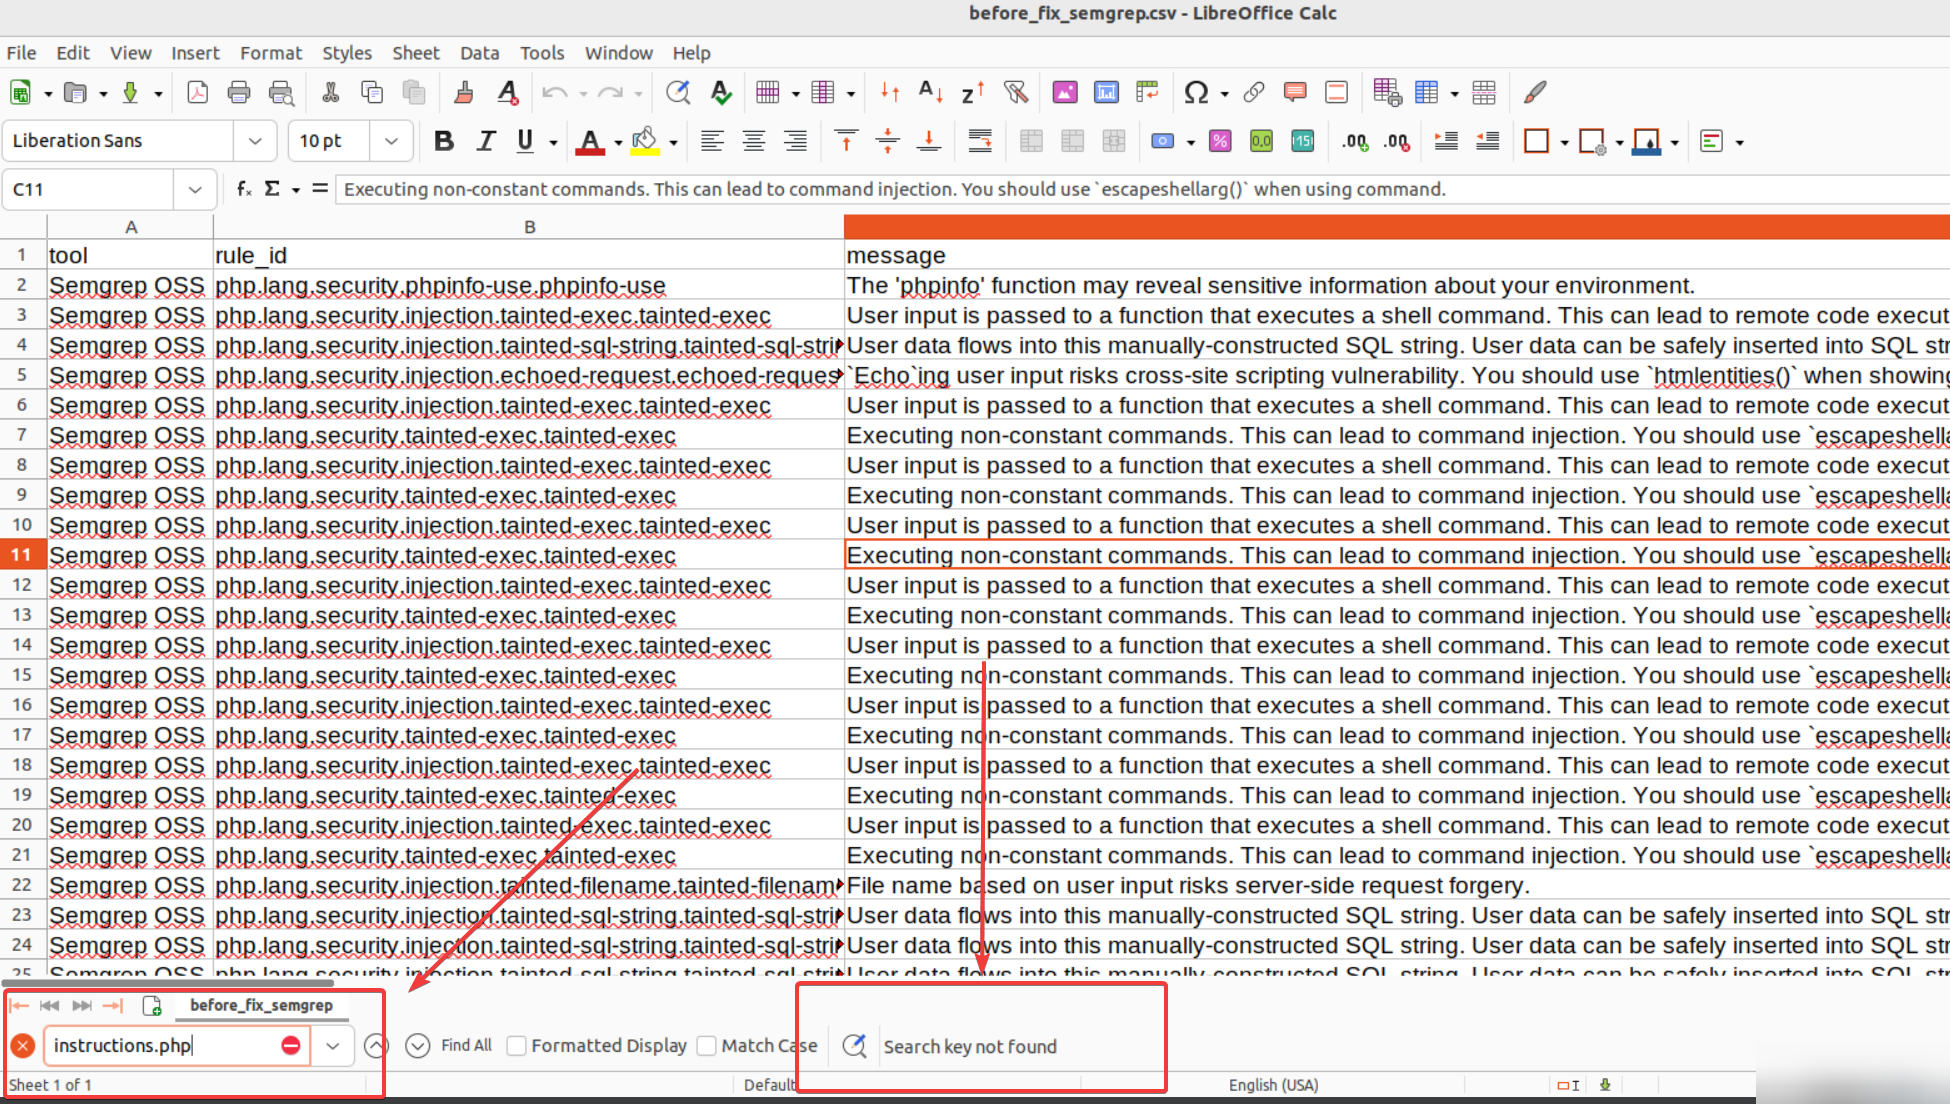 before_fix_semgrep.csv - LibreOffice Calc
File Edit View Insert Format Styles Sheet Data Tools Window Help
Liberation Sans 10 pt
C11 Executing non-constant commands. This can lead to command injection. You should use `escapeshellarg()` when using command.
A B
1 tool rule_id message
2 Semgrep OSS php.lang.security.phpinfo-use.phpinfo-use The 'phpinfo' function may reveal sensitive information about your environment.
3 Semgrep OSS php.lang.security.injection.tainted-exec.tainted-exec User input is passed to a function that executes a shell command. This can lead to remote code execut
4 Semgrep OSS php.lang.security.injection.tainted-sql-string.tainted-sql-strin User data flows into this manually-constructed SQL string. User data can be safely inserted into SQL str
5 Semgrep OSS php.lang.security.injection.echoed-request.echoed-reques `Echo`ing user input risks cross-site scripting vulnerability. You should use `htmlentities()` when showing
6 Semgrep OSS php.lang.security.injection.tainted-exec.tainted-exec User input is passed to a function that executes a shell command. This can lead to remote code execut
7 Semgrep OSS php.lang.security.tainted-exec.tainted-exec Executing non-constant commands. This can lead to command injection. You should use `escapeshella
8 Semgrep OSS php.lang.security.injection.tainted-exec.tainted-exec User input is passed to a function that executes a shell command. This can lead to remote code execut
9 Semgrep OSS php.lang.security.tainted-exec.tainted-exec Executing non-constant commands. This can lead to command injection. You should use `escapeshella
10 Semgrep OSS php.lang.security.injection.tainted-exec.tainted-exec User input is passed to a function that executes a shell command. This can lead to remote code execut
11 Semgrep OSS php.lang.security.tainted-exec.tainted-exec Executing non-constant commands. This can lead to command injection. You should use `escapeshella
12 Semgrep OSS php.lang.security.injection.tainted-exec.tainted-exec User input is passed to a function that executes a shell command. This can lead to remote code execut
13 Semgrep OSS php.lang.security.tainted-exec.tainted-exec Executing non-constant commands. This can lead to command injection. You should use `escapeshella
14 Semgrep OSS php.lang.security.injection.tainted-exec.tainted-exec User input is passed to a function that executes a shell command. This can lead to remote code execut
15 Semgrep OSS php.lang.security.tainted-exec.tainted-exec Executing non-constant commands. This can lead to command injection. You should use `escapeshella
16 Semgrep OSS php.lang.security.injection.tainted-exec.tainted-exec User input is passed to a function that executes a shell command. This can lead to remote code execut
17 Semgrep OSS php.lang.security.tainted-exec.tainted-exec Executing non-constant commands. This can lead to command injection. You should use `escapeshella
18 Semgrep OSS php.lang.security.injection.tainted-exec.tainted-exec User input is passed to a function that executes a shell command. This can lead to remote code execut
19 Semgrep OSS php.lang.security.tainted-exec.tainted-exec Executing non-constant commands. This can lead to command injection. You should use `escapeshella
20 Semgrep OSS php.lang.security.injection.tainted-exec.tainted-exec User input is passed to a function that executes a shell command. This can lead to remote code execut
21 Semgrep OSS php.lang.security.tainted-exec.tainted-exec Executing non-constant commands. This can lead to command injection. You should use `escapeshella
22 Semgrep OSS php.lang.security.injection.tainted-filename.tainted-filenam File name based on user input risks server-side request forgery.
23 Semgrep OSS php.lang.security.injection.tainted-sql-string.tainted-sql-strin User data flows into this manually-constructed SQL string. User data can be safely inserted into SQL str
24 Semgrep OSS php.lang.security.injection.tainted-sql-string.tainted-sql-strin User data flows into this manually-constructed SQL string. User data can be safely inserted into SQL str
25 Semgrep OSS php.lang.security.injection.tainted-sql-string.tainted-sql-strin User data flows into this manually-constructed SQL string. User data can be safely inserted into SQL str
before_fix_semgrep
instructions.php Find All Formatted Display Match Case Search key not found
Sheet 1 of 1 Default English (USA)